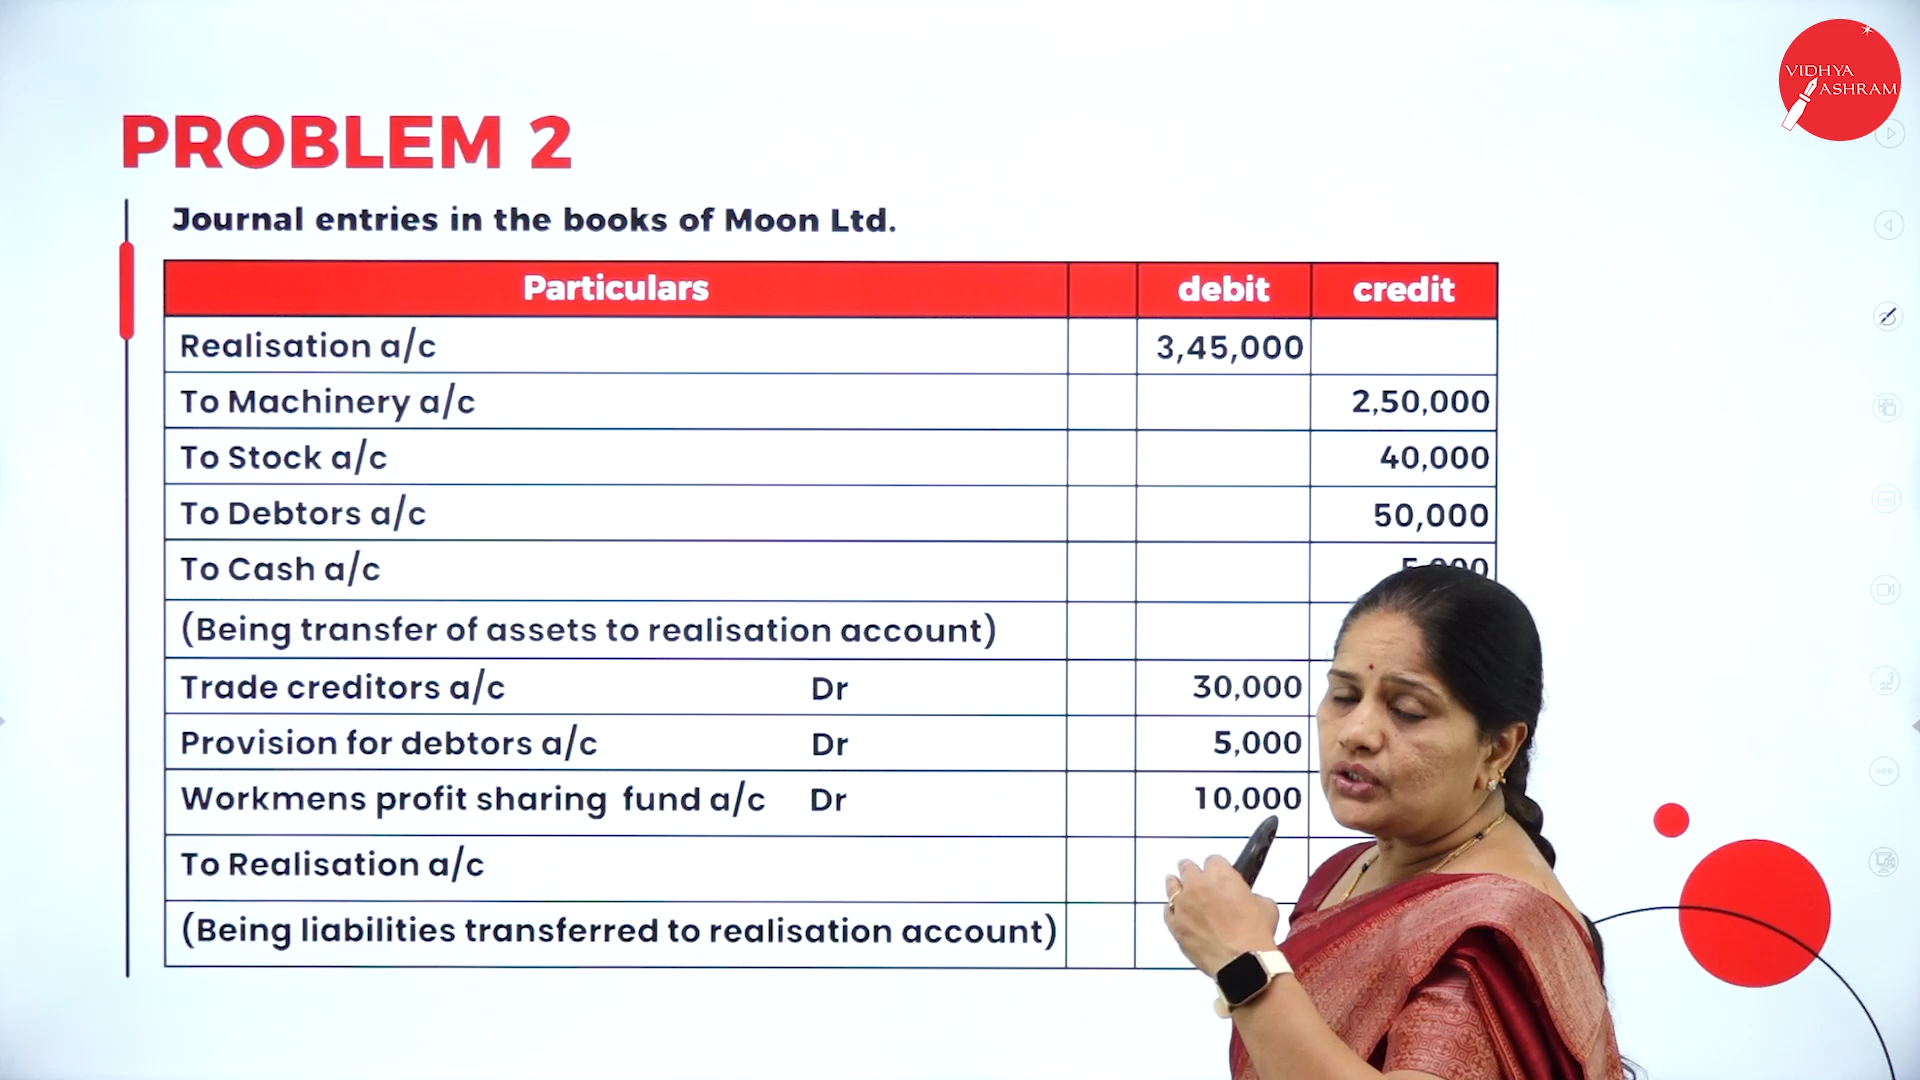 VIDHYA
ASHRAM
PROBLEM 2
Journal entries in the books of Moon Ltd.
Particulars debit credit
Realisation a/c 3,45,000
To Machinery a/c 2,50,000
To Stock a/c 40,000
To Debtors a/c 50,000
To Cash a/c 5,000
(Being transfer of assets to realisation account)
Trade creditors a/c Dr 30,000
Provision for debtors a/c Dr 5,000
Workmens profit sharing fund a/c Dr 10,000
To Realisation a/c
(Being liabilities transferred to realisation account)